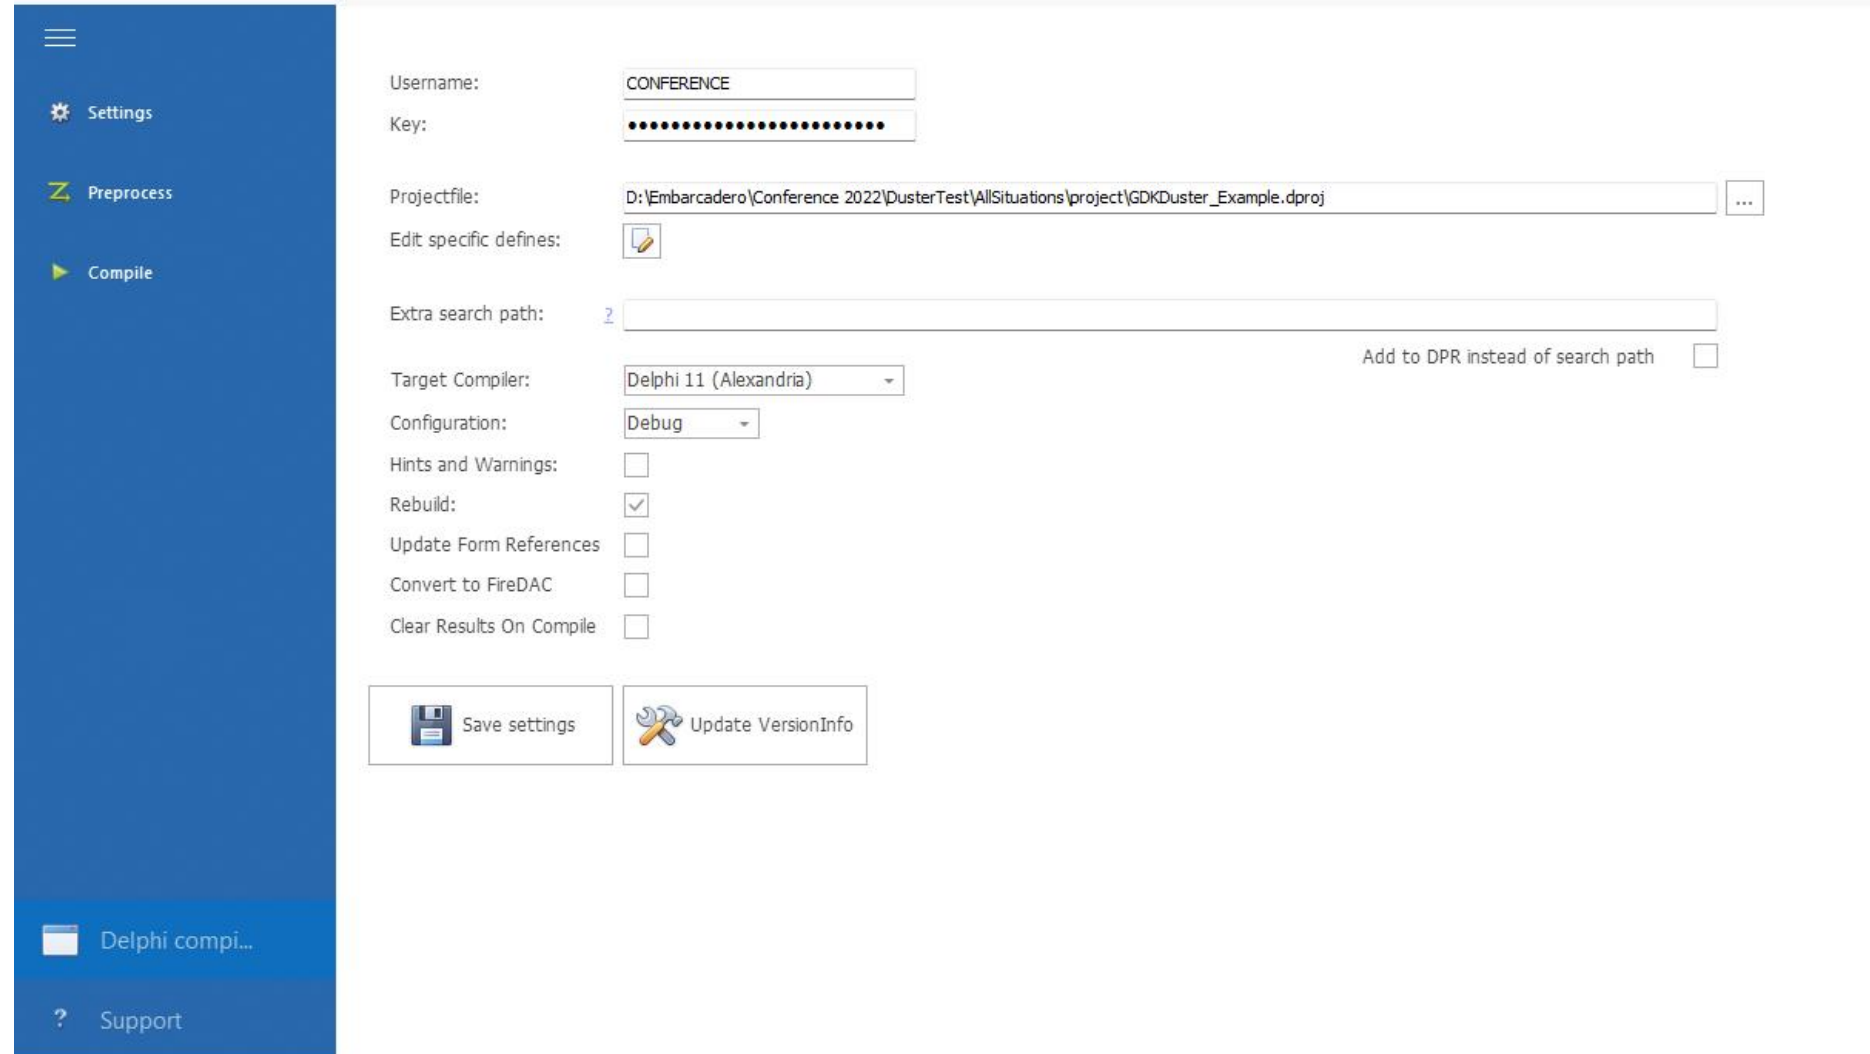 Settings
Preprocess
Compile
Delphi compi...
? Support
Username: CONFERENCE
Key: ••••••••••••••••••••••••
Projectfile: D:\Embarcadero\Conference 2022\DusterTest\AllSituations\project\GDKDuster_Example.dproj ...
Edit specific defines:
Extra search path: ?
Add to DPR instead of search path
Target Compiler: Delphi 11 (Alexandria)
Configuration: Debug
Hints and Warnings:
Rebuild:
Update Form References
Convert to FireDAC
Clear Results On Compile
Save settings Update VersionInfo